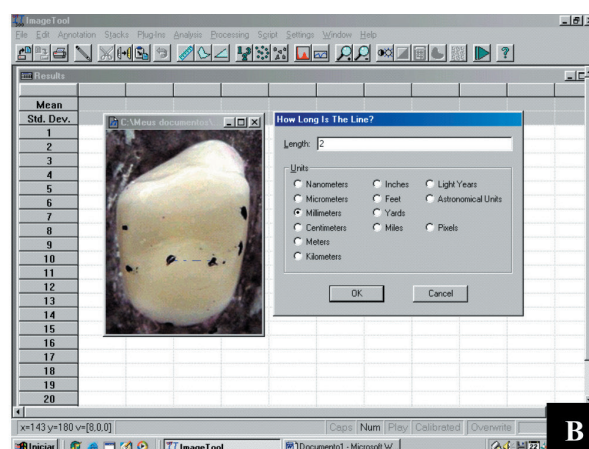 ImageTool
File Edit Annotation Stacks Plug-Ins Analysis Processing Script Settings Window Help
Results
Mean
Std. Dev.
1
2
3
4
5
6
7
8
9
10
11
12
13
14
15
16
17
18
19
20
C:\Meus documentos\
How Long Is The Line?
Length: 2
Units
Nanometers Inches Light Years
Micrometers Feet Astronomical Units
Millimeters Yards
Centimeters Miles Pixels
Meters
Kilometers
OK Cancel
x=143 y=180 v=[8,0,0] Caps Num Play Calibrated Overwrite
Iniciar ImageTool Documento1 - Microsoft W 22
B